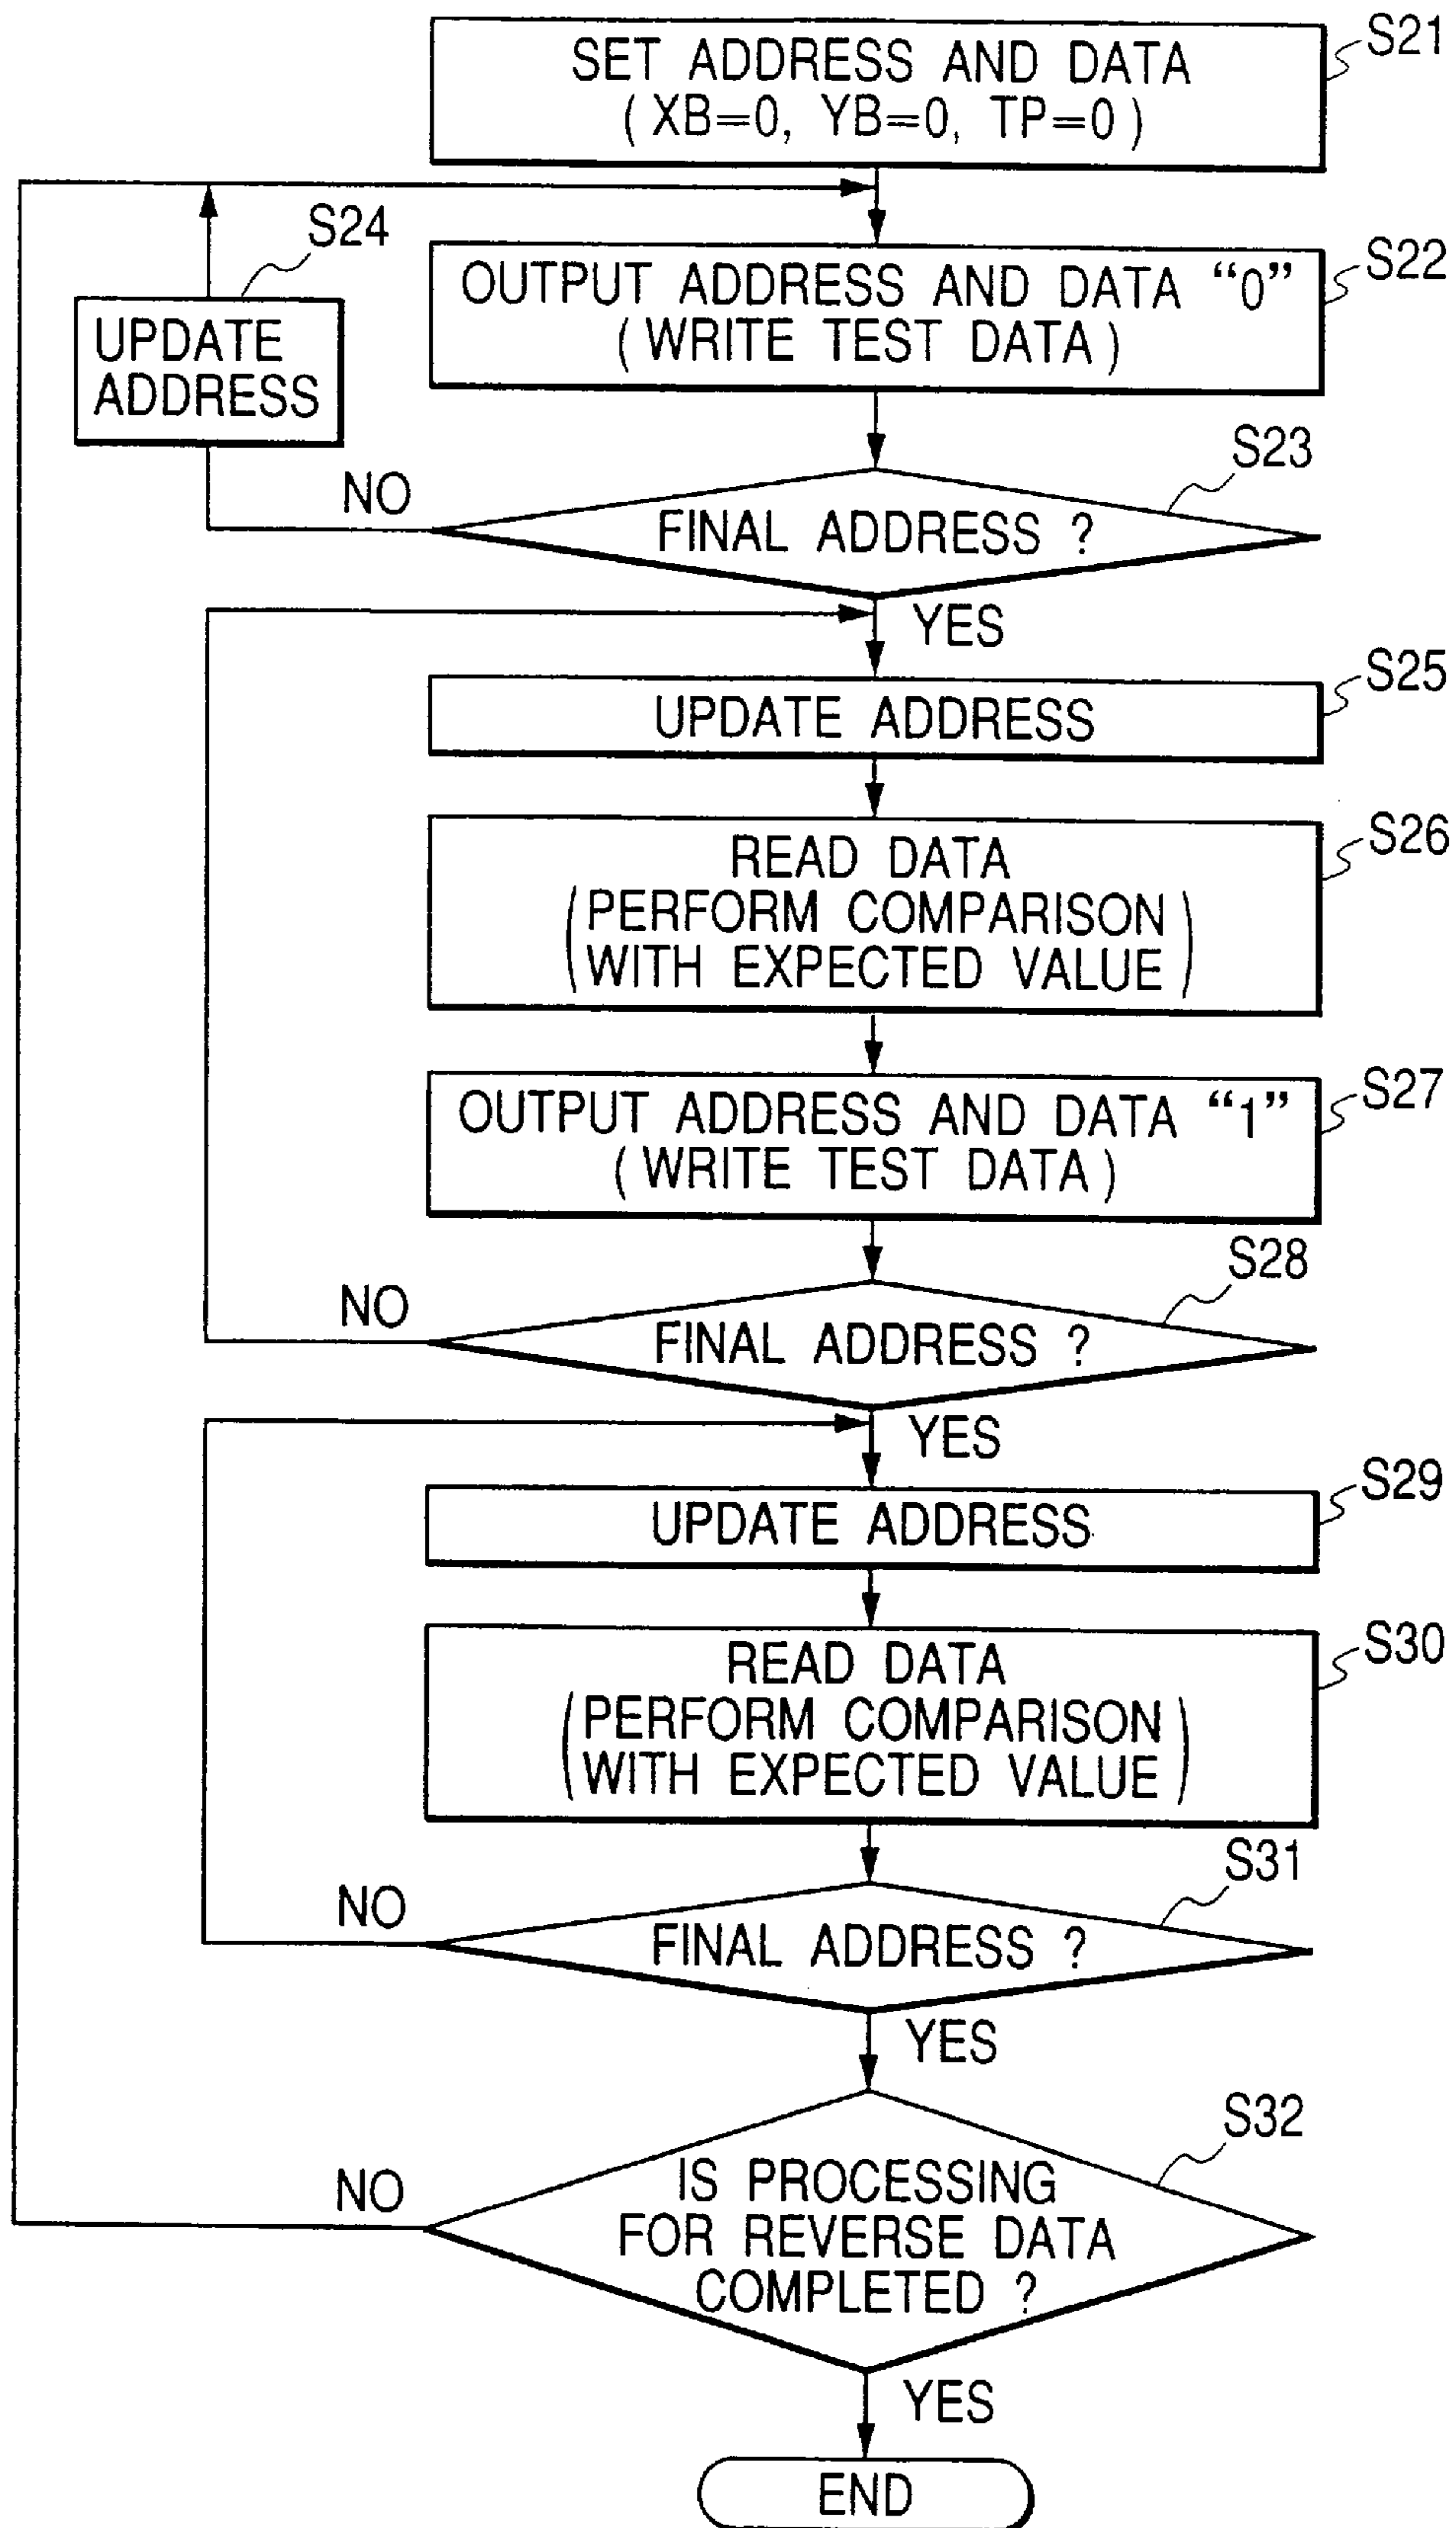 SET ADDRESS AND DATA
(XB=0, YB=0, TP=0)
S21
S24
OUTPUT ADDRESS AND DATA “0”
(WRITE TEST DATA)
S22
UPDATE
ADDRESS
S23
NO
FINAL ADDRESS ?
YES
S25
UPDATE ADDRESS
S26
READ DATA
(PERFORM COMPARISON
WITH EXPECTED VALUE)
S27
OUTPUT ADDRESS AND DATA “1”
(WRITE TEST DATA)
S28
NO
FINAL ADDRESS ?
YES
S29
UPDATE ADDRESS
S30
READ DATA
(PERFORM COMPARISON
WITH EXPECTED VALUE)
S31
NO
FINAL ADDRESS ?
YES
S32
NO
IS PROCESSING
FOR REVERSE DATA
COMPLETED ?
YES
END